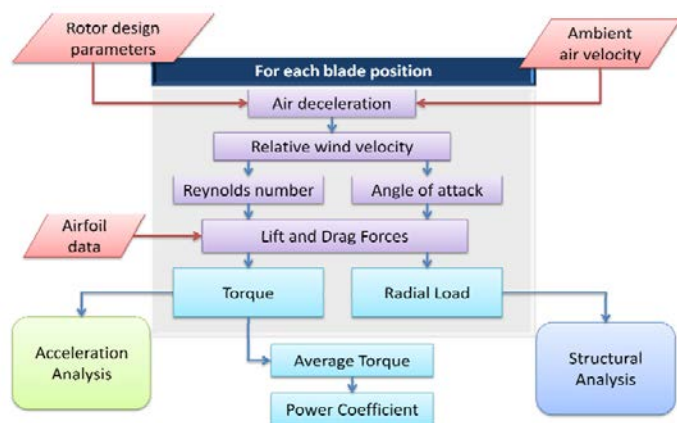 Rotor design
parameters
Ambient
air velocity
For each blade position
Air deceleration
Relative wind velocity
Reynolds number
Angle of attack
Airfoil
data
Lift and Drag Forces
Torque
Radial Load
Acceleration
Analysis
Average Torque
Structural
Analysis
Power Coefficient